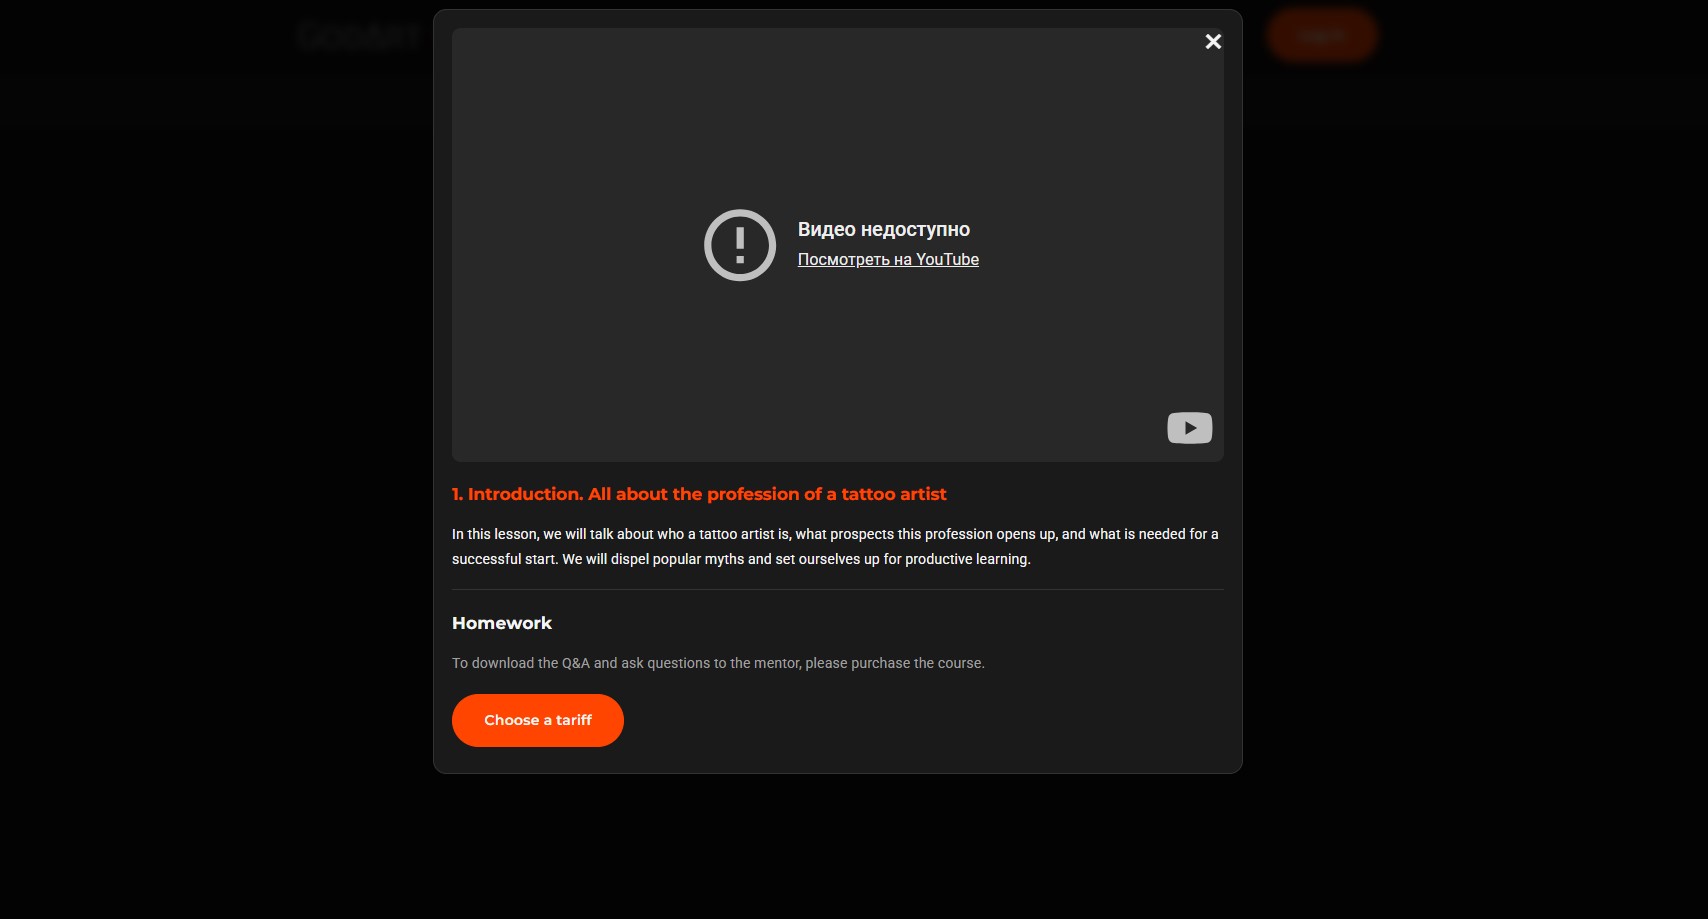 Видео недоступно
Посмотреть на YouTube
1. Introduction. All about the profession of a tattoo artist
In this lesson, we will talk about who a tattoo artist is, what prospects this profession opens up, and what is needed for a
successful start. We will dispel popular myths and set ourselves up for productive learning.
Homework
To download the Q&A and ask questions to the mentor, please purchase the course.
Choose a tariff